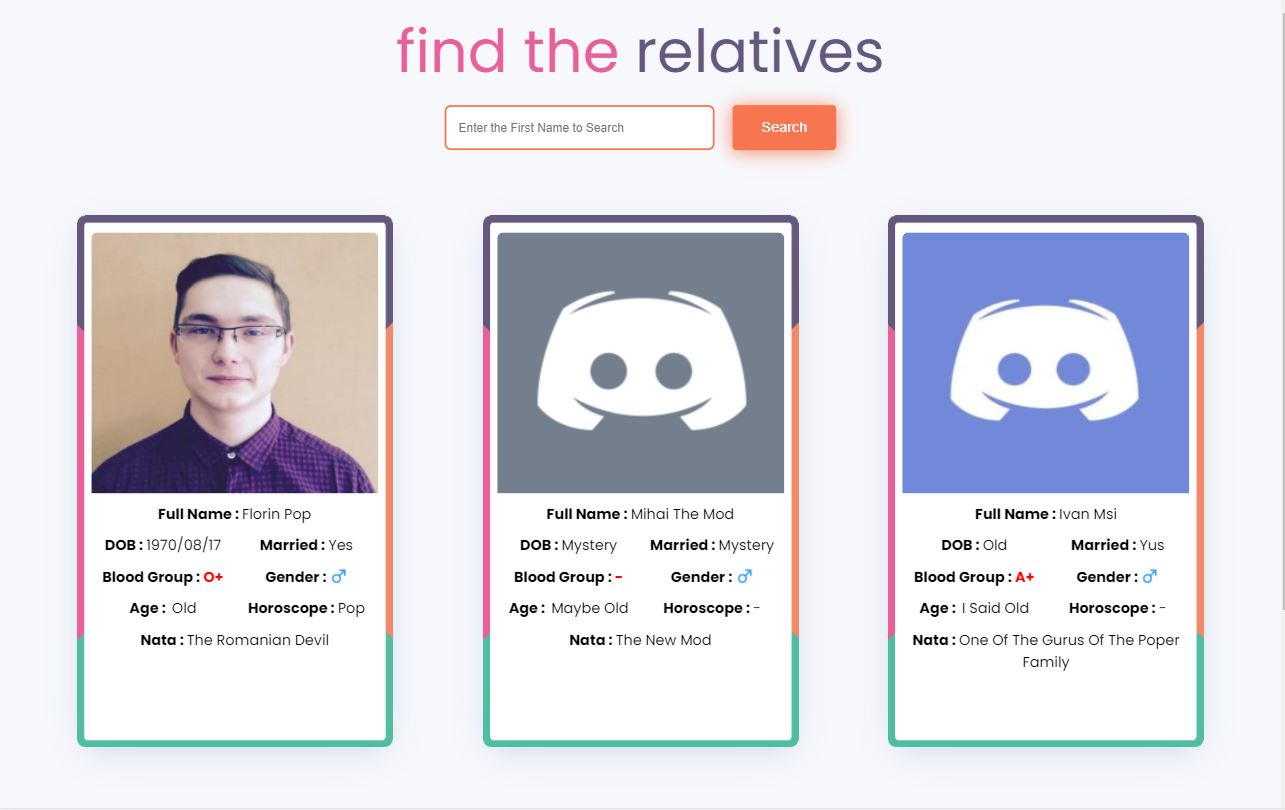 find the relatives
Enter the First Name to Search
Search
Full Name : Florin Pop
DOB : 1970/08/17 Married : Yes
Blood Group : O+ Gender : ♂
Age : Old Horoscope : Pop
Nata : The Romanian Devil
Full Name : Mihai The Mod
DOB : Mystery Married : Mystery
Blood Group : - Gender : ♂
Age : Maybe Old Horoscope : -
Nata : The New Mod
Full Name : Ivan Msi
DOB : Old Married : Yus
Blood Group : A+ Gender : ♂
Age : I Said Old Horoscope : -
Nata : One Of The Gurus Of The Poper
Family